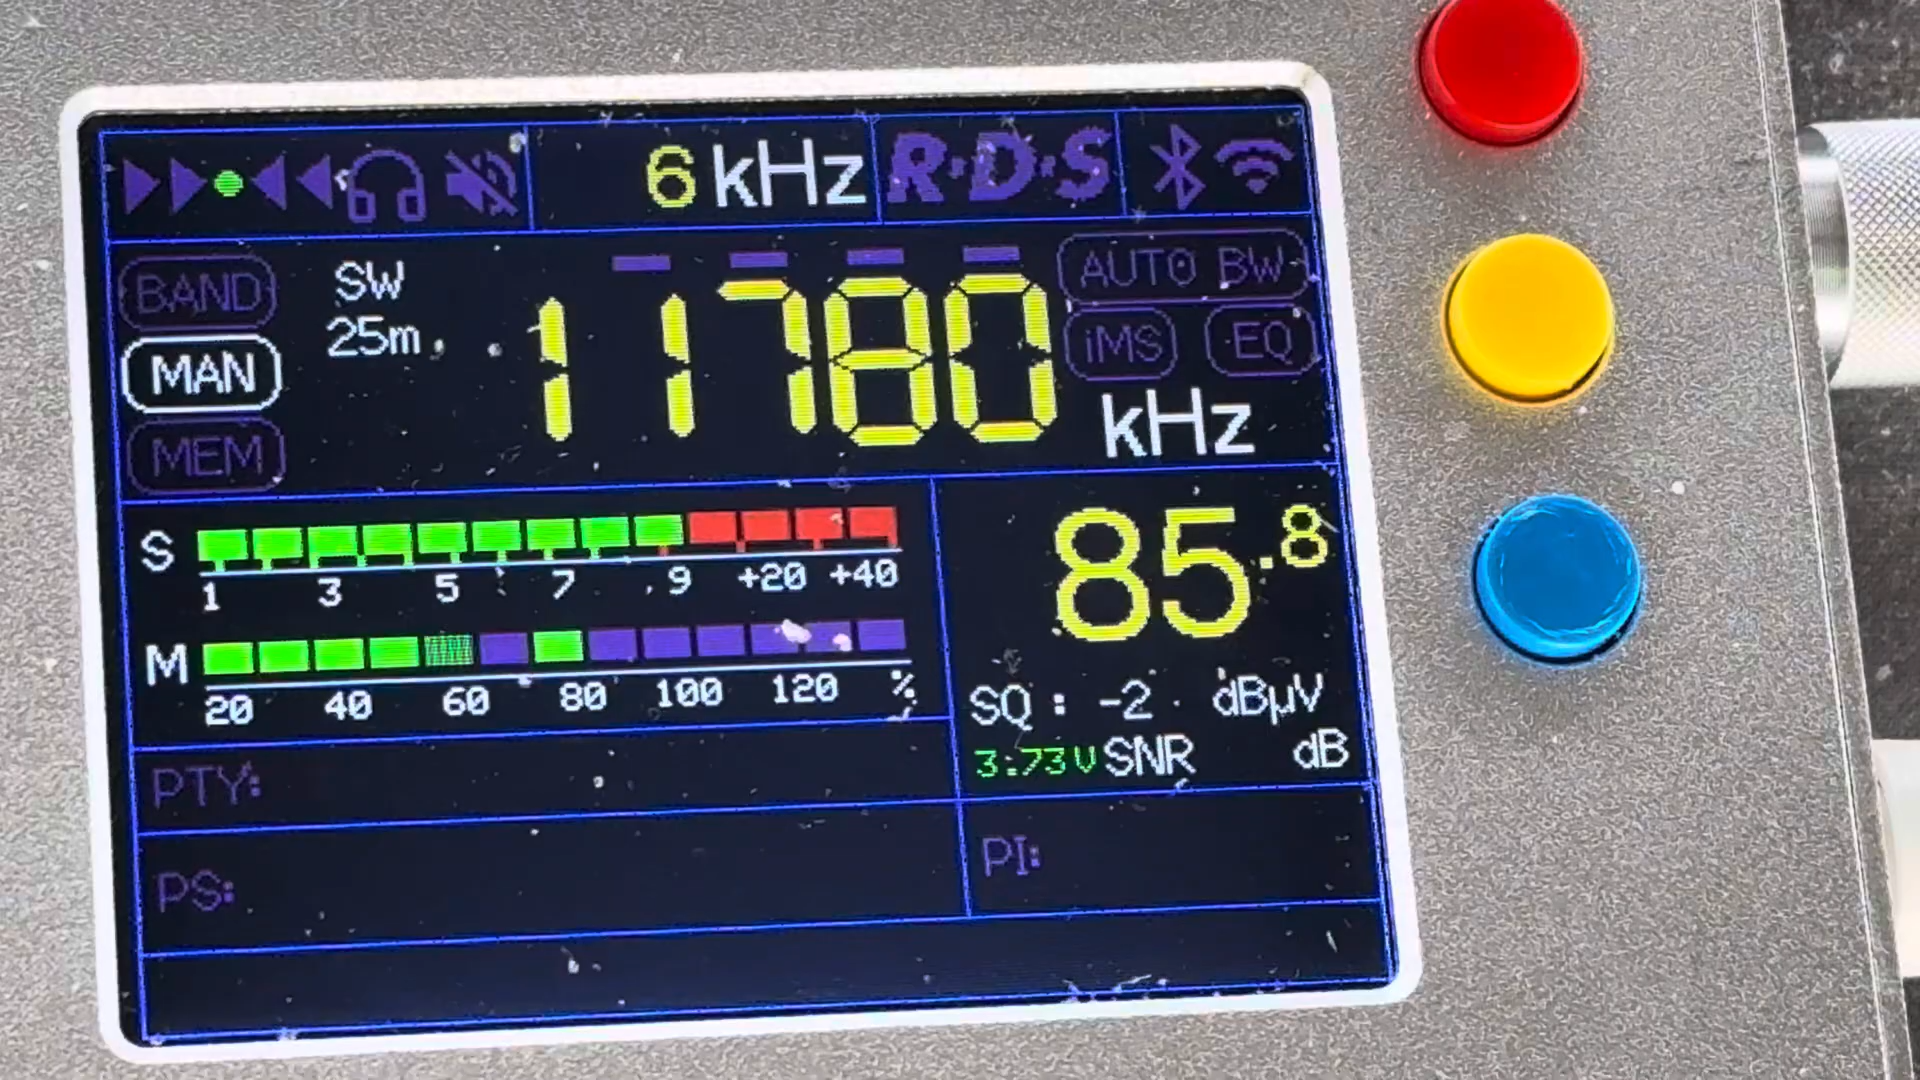 6 kHz R·D·S
BAND SW AUTO BW
25m 11780 iMS EQ
MAN
MEM kHz
S
1 3 5 7 9 +20 +40
85.8
M
20 40 60 80 100 120 %
SQ : -2 dBµV
3.73V SNR dB
PTY:
PS: PI: